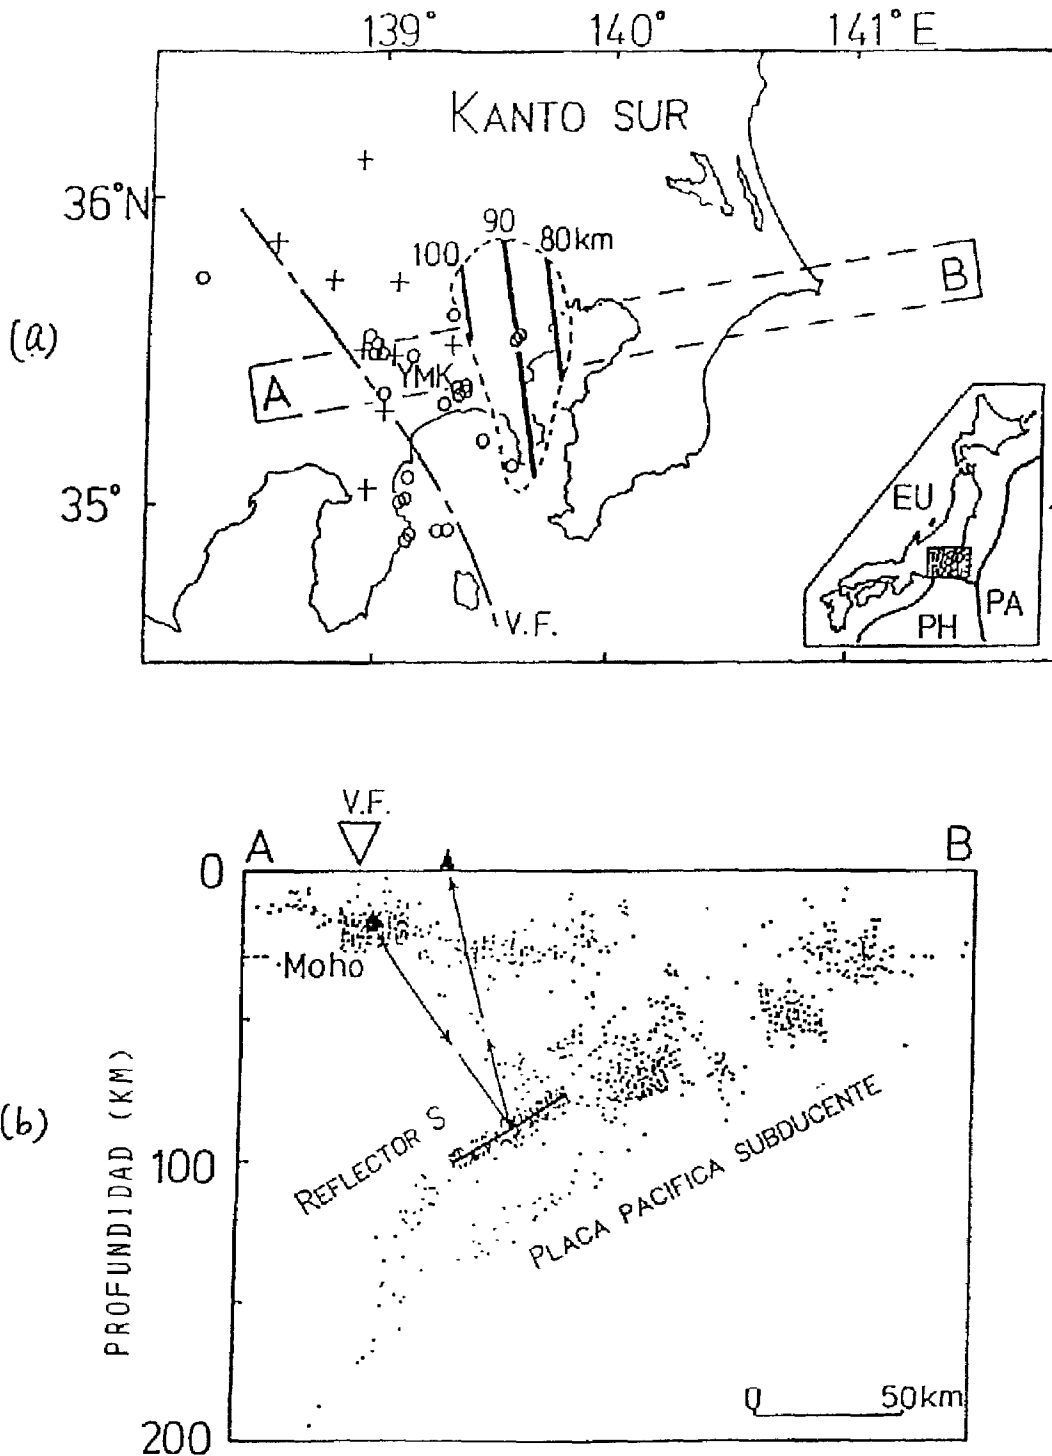 139° 140° 141°E
KANTO SUR
36°N
90
100 80km
B
(a)
YMK
A
35°
EU
V.F.
PH PA
V.F.
A B
0
Moho
PROFUNDIDAD (KM)
(b)
REFLECTOR S
100
PLACA PACIFICA SUBDUCENTE
0 50km
200